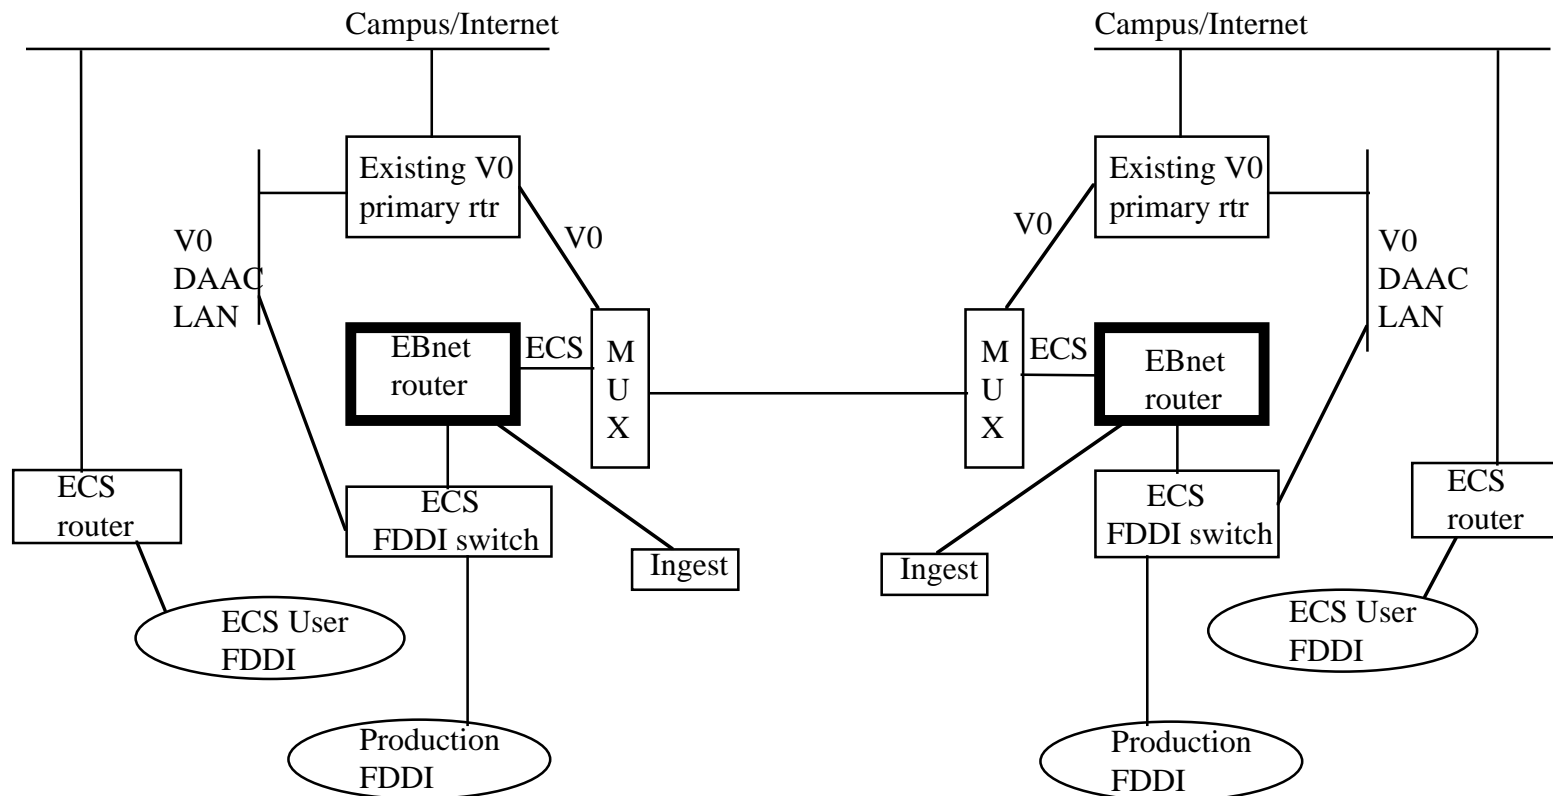 Campus/Internet
Campus/Internet
Existing V0
primary rtr
Existing V0
primary rtr
V0
V0
V0
DAAC
LAN
V0
DAAC
LAN
EBnet
router
ECS
M
U
X
M
U
X
ECS
EBnet
router
ECS
router
ECS
FDDI switch
Ingest
Ingest
ECS
FDDI switch
ECS
router
ECS User
FDDI
ECS User
FDDI
Production
FDDI
Production
FDDI